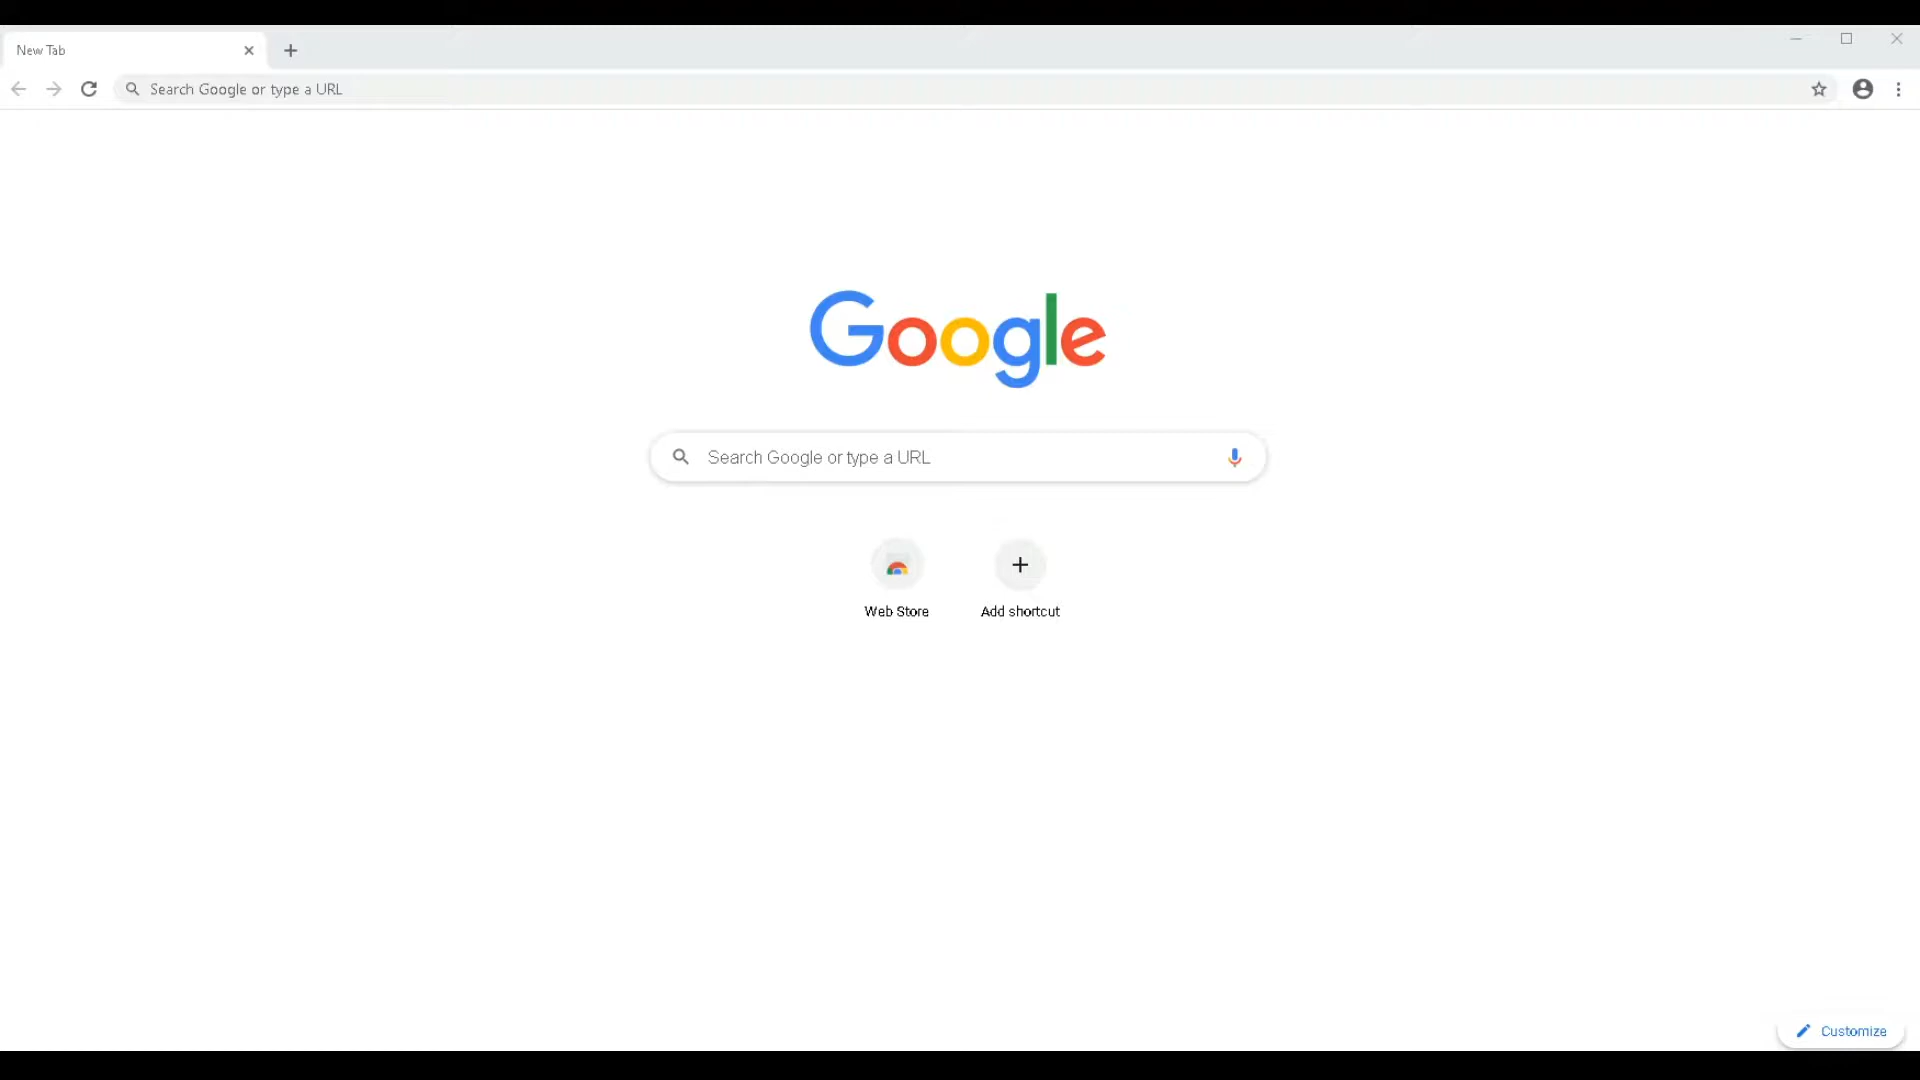 New Tab
Search Google or type a URL
Google
Search Google or type a URL
Web Store
Add shortcut
Customize